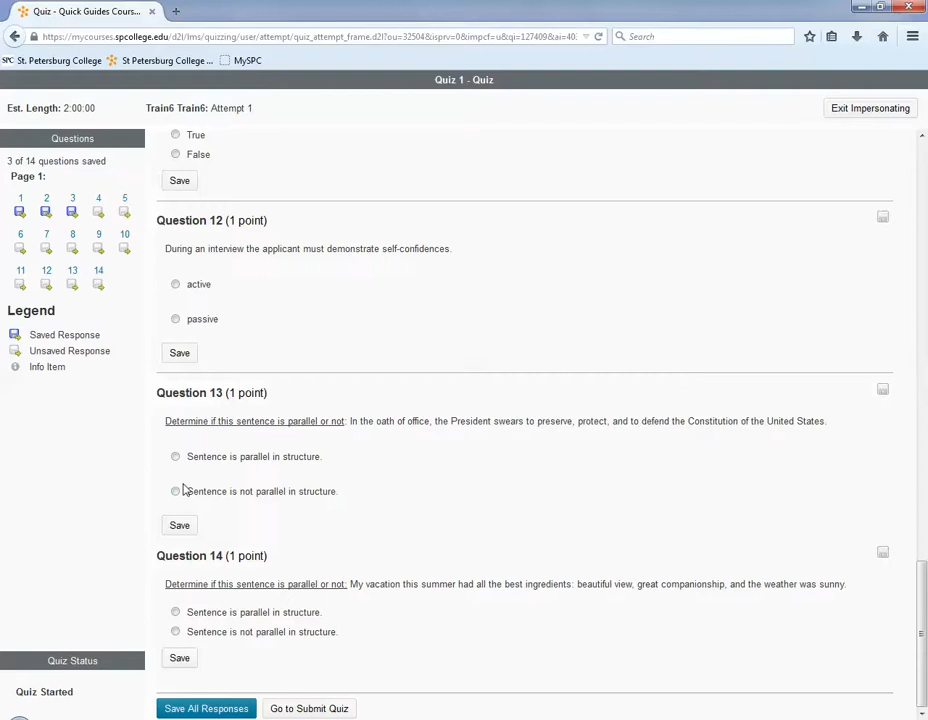 Quiz - Quick Guides Cours...
https://mycourses.spcollege.edu/d2l/lms/quizzing/user/attempt/quiz_attempt_frame.d2l?ou=32504&isprv=0&impcf=u&qi=127409&ai=40
Search
SPC St. Petersburg College
St Petersburg College ...
MySPC
Quiz 1 - Quiz
Est. Length: 2:00:00
Train6 Train6: Attempt 1
Exit Impersonating
Questions
3 of 14 questions saved
Page 1:
1 2 3 4 5
6 7 8 9 10
11 12 13 14
Legend
Saved Response
Unsaved Response
Info Item
Quiz Status
Quiz Started
True
False
Save
Question 12 (1 point)
During an interview the applicant must demonstrate self-confidences.
active
passive
Save
Question 13 (1 point)
Determine if this sentence is parallel or not: In the oath of office, the President swears to preserve, protect, and to defend the Constitution of the United States.
Sentence is parallel in structure.
Sentence is not parallel in structure.
Save
Question 14 (1 point)
Determine if this sentence is parallel or not: My vacation this summer had all the best ingredients: beautiful view, great companionship, and the weather was sunny.
Sentence is parallel in structure.
Sentence is not parallel in structure.
Save
Save All Responses
Go to Submit Quiz